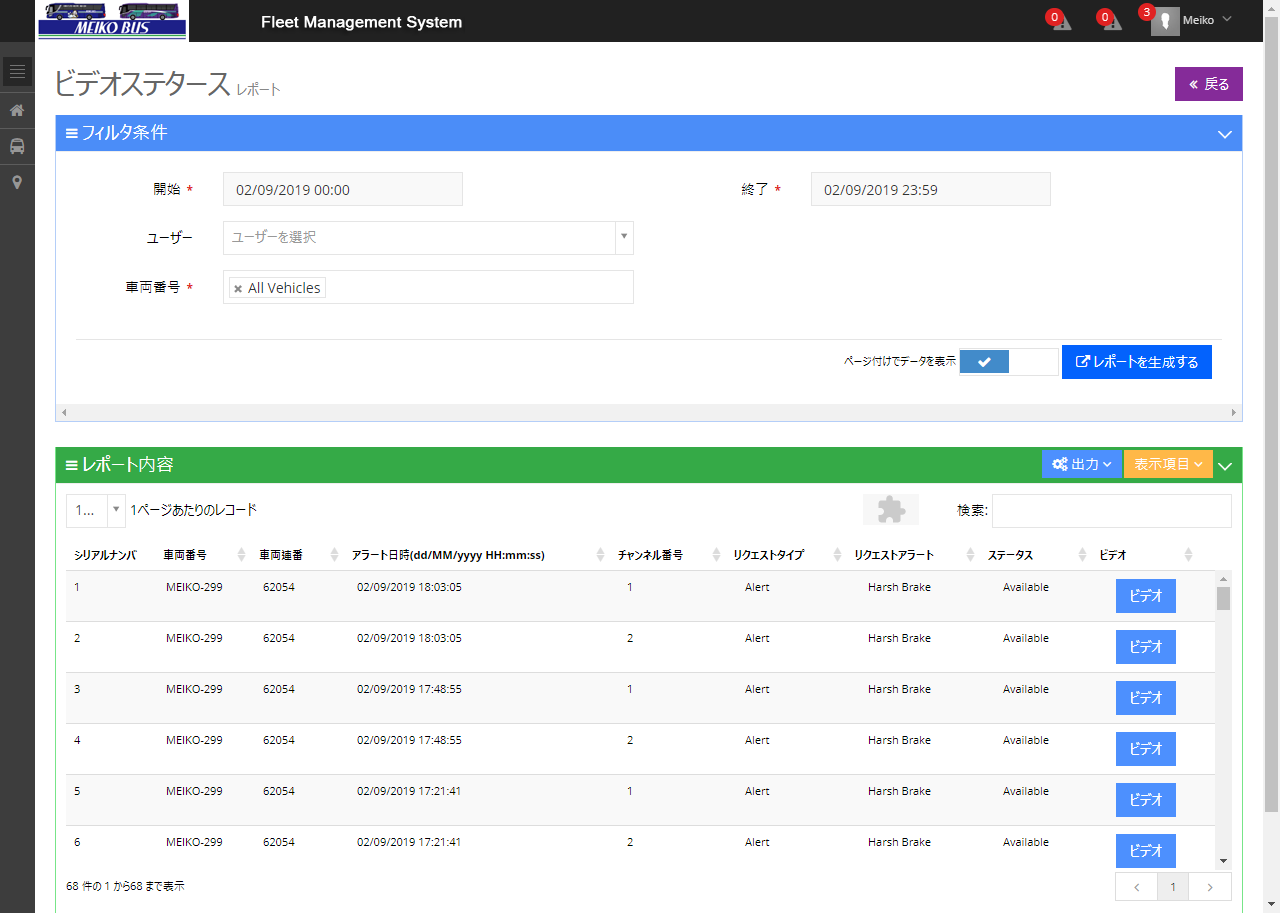 MEIKO BUS
Fleet Management System
0 0 3 Meiko
ビデオステタース レポート
« 戻る
フィルタ条件
開始 * 02/09/2019 00:00 終了 * 02/09/2019 23:59
ユーザー ユーザーを選択
車両番号 * × All Vehicles
ページ付けでデータを表示 レポートを生成する
レポート内容 出力 表示項目
1... 1ページあたりのレコード 検索:
シリアルナンバ 車両番号 車両連番 アラート日時(dd/MM/yyyy HH:mm:ss) チャンネル番号 リクエストタイプ リクエストアラート ステータス ビデオ
1 MEIKO-299 62054 02/09/2019 18:03:05 1 Alert Harsh Brake Available ビデオ
2 MEIKO-299 62054 02/09/2019 18:03:05 2 Alert Harsh Brake Available ビデオ
3 MEIKO-299 62054 02/09/2019 17:48:55 1 Alert Harsh Brake Available ビデオ
4 MEIKO-299 62054 02/09/2019 17:48:55 2 Alert Harsh Brake Available ビデオ
5 MEIKO-299 62054 02/09/2019 17:21:41 1 Alert Harsh Brake Available ビデオ
6 MEIKO-299 62054 02/09/2019 17:21:41 2 Alert Harsh Brake Available ビデオ
68 件の 1 から68 まで表示 < 1 >